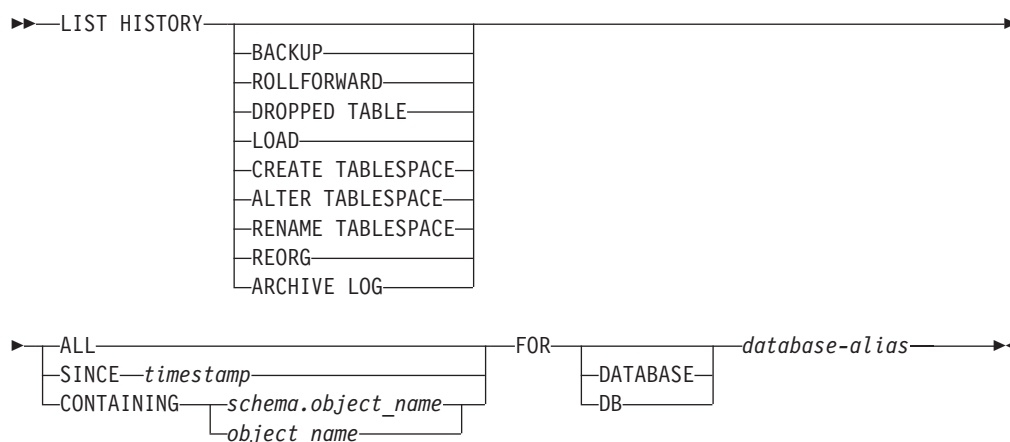 LIST HISTORY
BACKUP
ROLLFORWARD
DROPPED TABLE
LOAD
CREATE TABLESPACE
ALTER TABLESPACE
RENAME TABLESPACE
REORG
ARCHIVE LOG
ALL FOR database-alias
SINCE timestamp DATABASE
CONTAINING schema.object_name DB
object_name